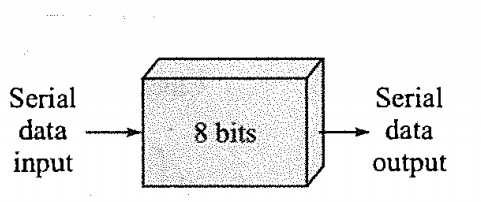 Serial
data
input
8 bits
Serial
data
output